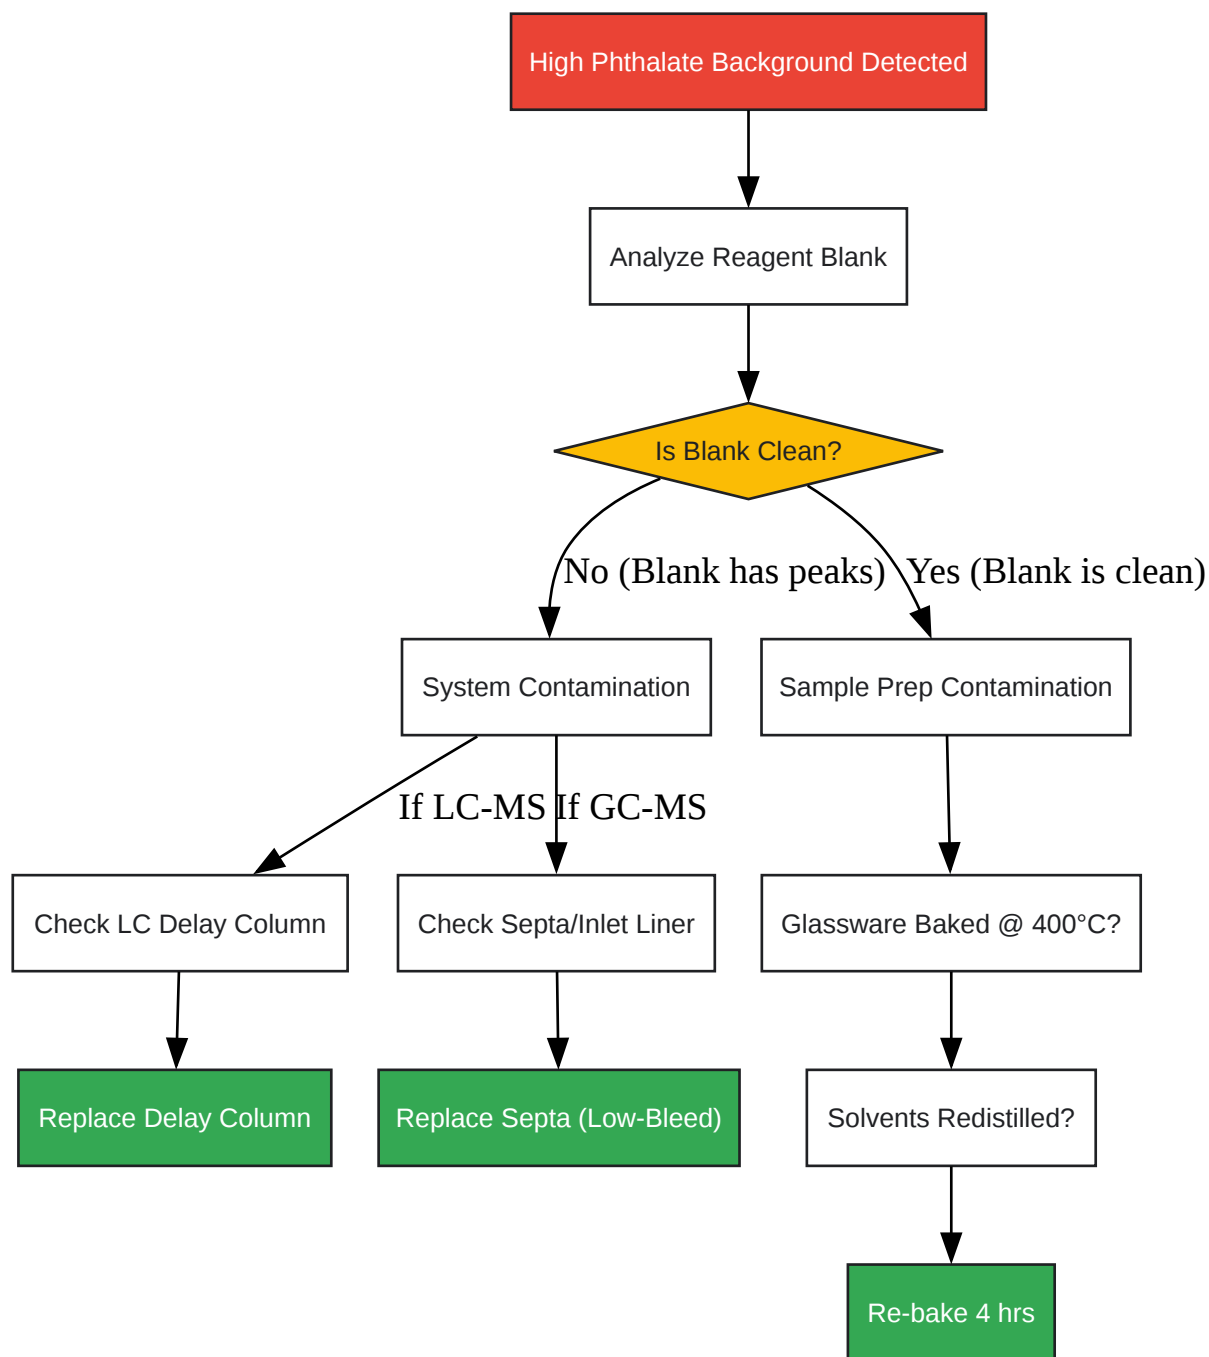 High Phthalate Background Detected
Analyze Reagent Blank
Is Blank Clean?
No (Blank has peaks)
Yes (Blank is clean)
System Contamination
Sample Prep Contamination
If LC-MS
If GC-MS
Check LC Delay Column
Check Septa/Inlet Liner
Glassware Baked @ 400°C?
Replace Delay Column
Replace Septa (Low-Bleed)
Solvents Redistilled?
Re-bake 4 hrs